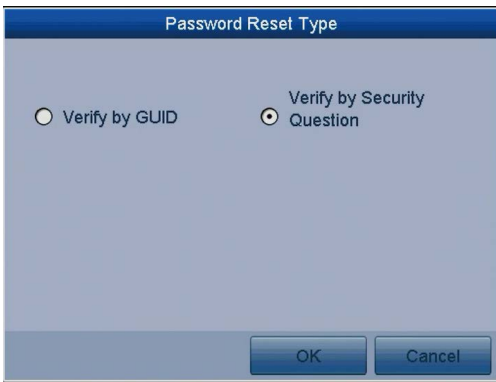 Password Reset Type
Verify by GUID
Verify by Security
Question
OK
Cancel